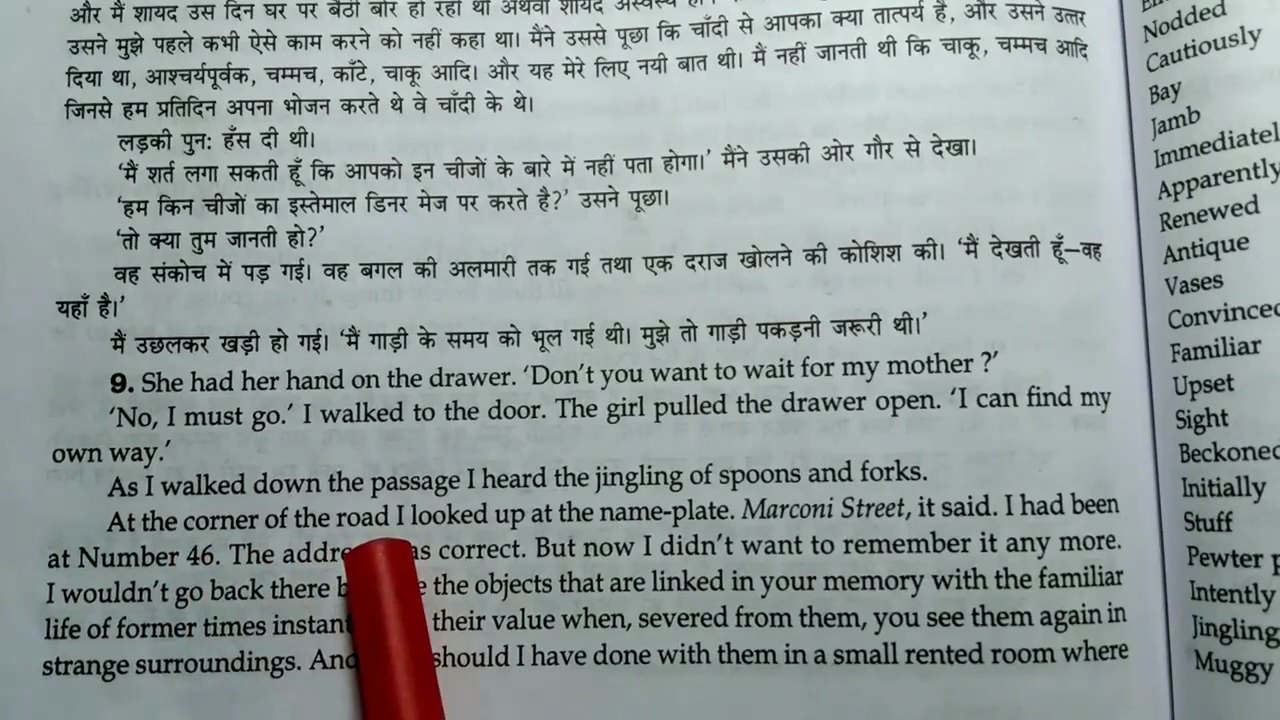 और मैं शायद उस दिन घर पर बैठी बोर हो रही थी अथवा शायद अस्वस्थ
उसने मुझे पहले कभी ऐसे काम करने को नहीं कहा था। मैंने उससे पूछा कि चाँदी से आपका क्या तात्पर्य है, और उसने उत्तर
दिया था, आश्चर्यपूर्वक, चम्मच, काँटे, चाकू आदि। और यह मेरे लिए नयी बात थी। मैं नहीं जानती थी कि चाकू, चम्मच आदि
जिनसे हम प्रतिदिन अपना भोजन करते थे वे चाँदी के थे।
लड़की पुन: हँस दी थी।
‘मैं शर्त लगा सकती हूँ कि आपको इन चीजों के बारे में नहीं पता होगा।’ मैंने उसकी ओर गौर से देखा।
‘हम किन चीजों का इस्तेमाल डिनर मेज पर करते है?’ उसने पूछा।
‘तो क्या तुम जानती हो?’
वह संकोच में पड़ गई। वह बगल की अलमारी तक गई तथा एक दराज खोलने की कोशिश की। ‘मैं देखती हूँ—वह
यहाँ है।’
मैं उछलकर खड़ी हो गई। ‘मैं गाड़ी के समय को भूल गई थी। मुझे तो गाड़ी पकड़नी जरूरी थी।’
9. She had her hand on the drawer. ‘Don’t you want to wait for my mother ?’
‘No, I must go.’ I walked to the door. The girl pulled the drawer open. ‘I can find my
own way.’
As I walked down the passage I heard the jingling of spoons and forks.
At the corner of the road I looked up at the name-plate. Marconi Street, it said. I had been
at Number 46. The addre as correct. But now I didn’t want to remember it any more.
I wouldn’t go back there b the objects that are linked in your memory with the familiar
life of former times instan their value when, severed from them, you see them again in
strange surroundings. And should I have done with them in a small rented room where
Nodded
Cautiously
Bay
Jamb
Immediatel
Apparently
Renewed
Antique
Vases
Convinced
Familiar
Upset
Sight
Beckoned
Initially
Stuff
Pewter
Intently
Jingling
Muggy